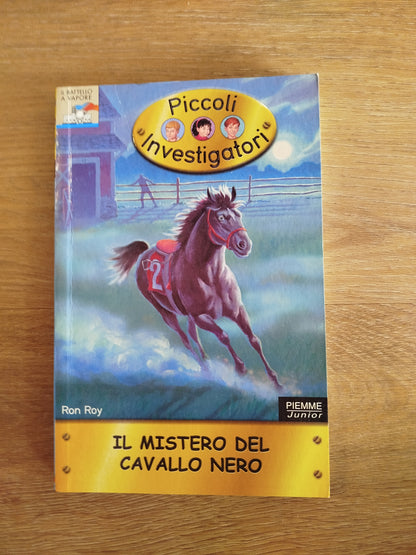 IL BATTELLO
A VAPORE
Piccoli
Investigatori
2
Ron Roy
PIEMME
Junior
IL MISTERO DEL
CAVALLO NERO